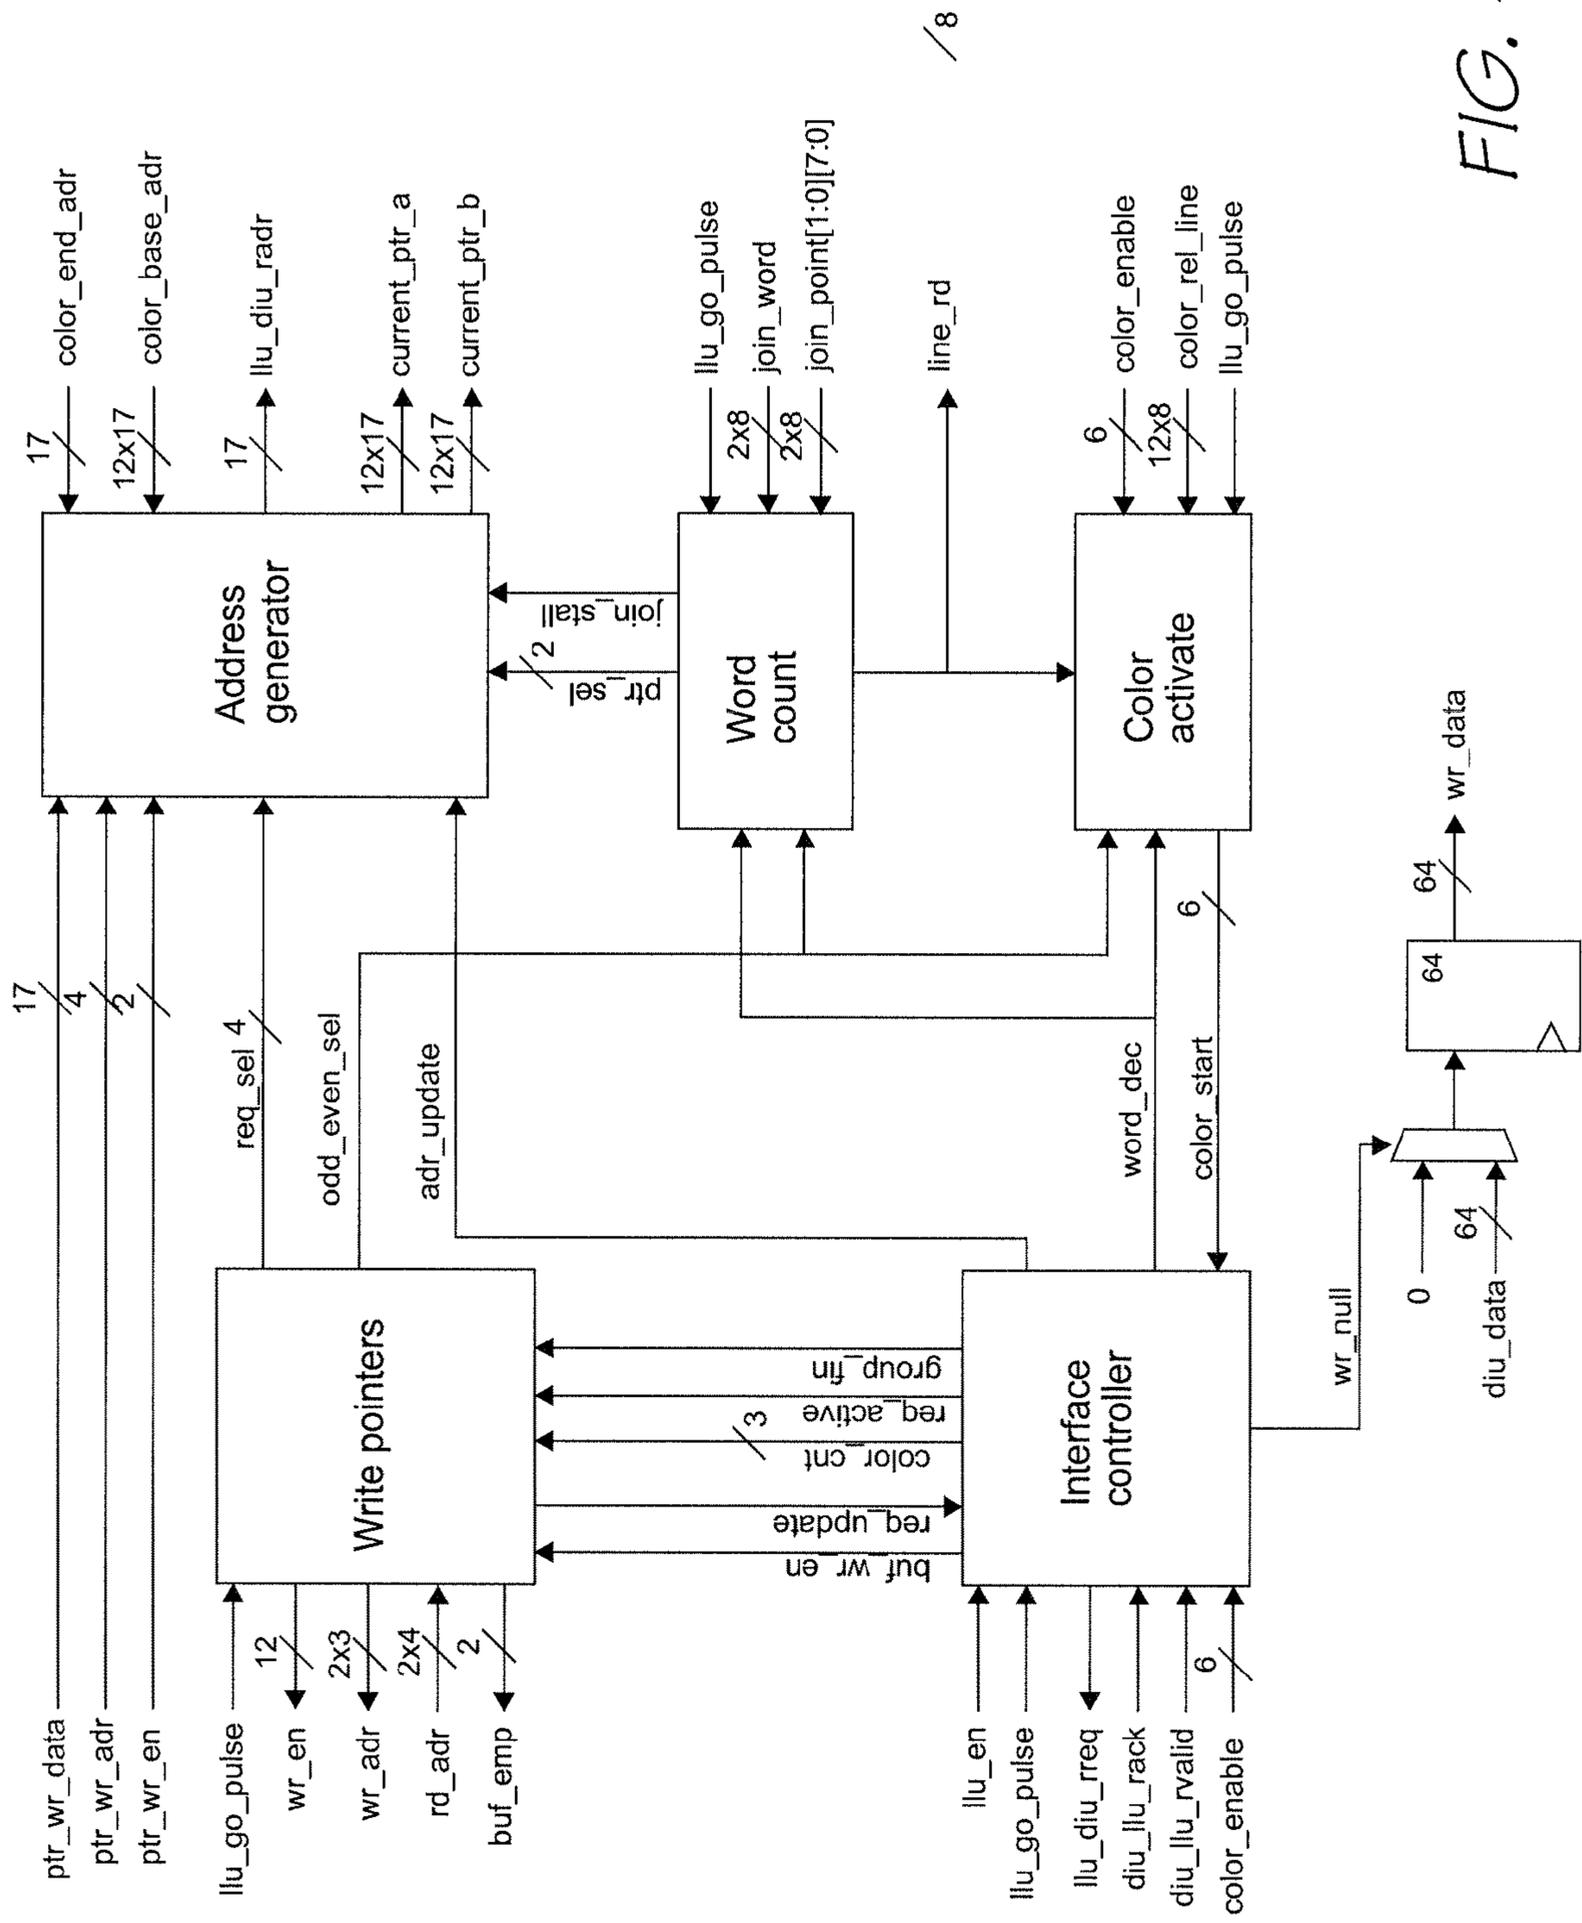 ptr_wr_data
17
ptr_wr_adr
4
ptr_wr_en
2
17
color_end_adr
12x17
color_base_adr
17
llu_diu_radr
12x17
current_ptr_a
12x17
current_ptr_b
Address
generator
req_sel
4
odd_even_sel
adr_update
Write pointers
llu_go_pulse
12
wr_en
2x3
wr_adr
2x4
rd_adr
2
buf_emp
join_stall
ptr_sel
2
Word
count
llu_go_pulse
2x8
join_word
2x8
join_point[1:0][7:0]
line_rd
8
group_fin
req_active
color_cnt
3
req_update
buf_wr_en
Interface
controller
llu_en
llu_go_pulse
llu_diu_rreq
diu_llu_rack
diu_llu_rvalid
6
color_enable
word_dec
color_start
6
Color
activate
6
color_enable
12x8
color_rel_line
llu_go_pulse
wr_null
0
64
diu_data
64
64
wr_data
FIG.